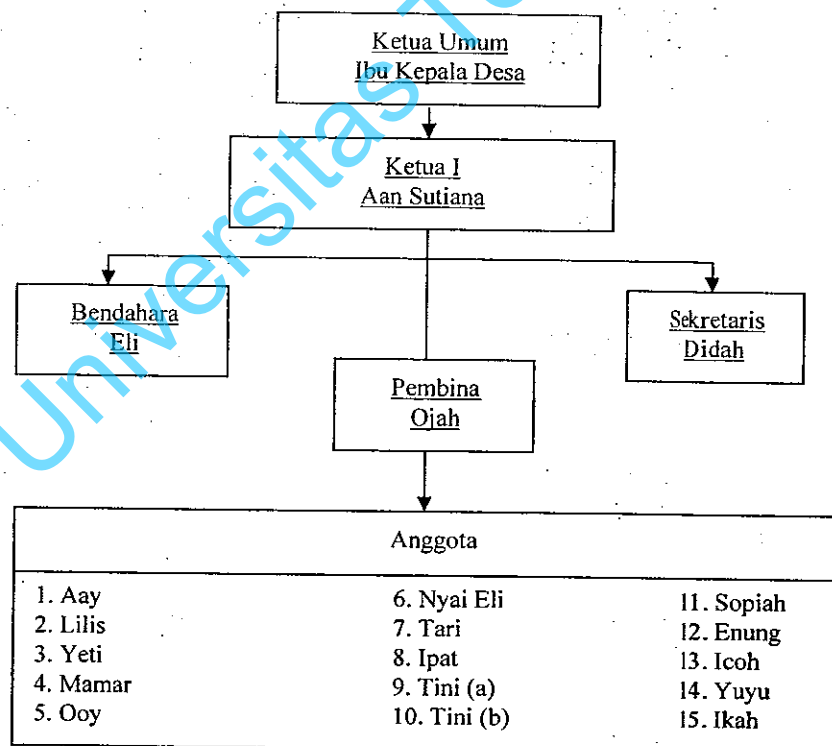 Universitas Te
Ketua Umum
Ibu Kepala Desa
Ketua I
Aan Sutiana
Bendahara
Eli
Sekretaris
Didah
Pembina
Ojah
Anggota
1. Aay
2. Lilis
3. Yeti
4. Mamar
5. Ooy
6. Nyai Eli
7. Tari
8. Ipat
9. Tini (a)
10. Tini (b)
11. Sopiah
12. Enung
13. Icoh
14. Yuyu
15. Ikah